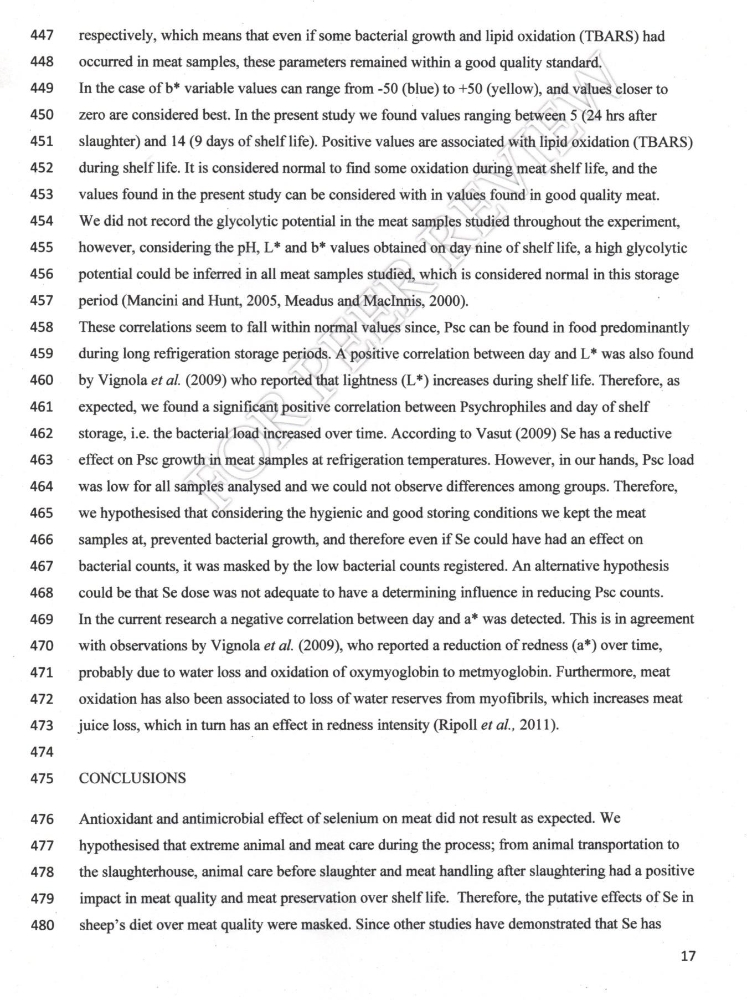 447 respectively, which means that even if some bacterial growth and lipid oxidation (TBARS) had
448 occurred in meat samples, these parameters remained within a good quality standard.
449 In the case of b* variable values can range from -50 (blue) to +50 (yellow), and values closer to
450 zero are considered best. In the present study we found values ranging between 5 (24 hrs after
451 slaughter) and 14 (9 days of shelf life). Positive values are associated with lipid oxidation (TBARS)
452 during shelf life. It is considered normal to find some oxidation during meat shelf life, and the
453 values found in the present study can be considered with in values found in good quality meat.
454 We did not record the glycolytic potential in the meat samples studied throughout the experiment,
455 however, considering the pH, L* and b* values obtained on day nine of shelf life, a high glycolytic
456 potential could be inferred in all meat samples studied, which is considered normal in this storage
457 period (Mancini and Hunt, 2005, Meadus and MacInnis, 2000).
458 These correlations seem to fall within normal values since, Psc can be found in food predominantly
459 during long refrigeration storage periods. A positive correlation between day and L* was also found
460 by Vignola et al. (2009) who reported that lightness (L*) increases during shelf life. Therefore, as
461 expected, we found a significant positive correlation between Psychrophiles and day of shelf
462 storage, i.e. the bacterial load increased over time. According to Vasut (2009) Se has a reductive
463 effect on Psc growth in meat samples at refrigeration temperatures. However, in our hands, Psc load
464 was low for all samples analysed and we could not observe differences among groups. Therefore,
465 we hypothesised that considering the hygienic and good storing conditions we kept the meat
466 samples at, prevented bacterial growth, and therefore even if Se could have had an effect on
467 bacterial counts, it was masked by the low bacterial counts registered. An alternative hypothesis
468 could be that Se dose was not adequate to have a determining influence in reducing Psc counts.
469 In the current research a negative correlation between day and a* was detected. This is in agreement
470 with observations by Vignola et al. (2009), who reported a reduction of redness (a*) over time,
471 probably due to water loss and oxidation of oxymyoglobin to metmyoglobin. Furthermore, meat
472 oxidation has also been associated to loss of water reserves from myofibrils, which increases meat
473 juice loss, which in turn has an effect in redness intensity (Ripoll et al., 2011).
474
475 CONCLUSIONS
476 Antioxidant and antimicrobial effect of selenium on meat did not result as expected. We
477 hypothesised that extreme animal and meat care during the process; from animal transportation to
478 the slaughterhouse, animal care before slaughter and meat handling after slaughtering had a positive
479 impact in meat quality and meat preservation over shelf life. Therefore, the putative effects of Se in
480 sheep's diet over meat quality were masked. Since other studies have demonstrated that Se has
17
FOR PEER REVIEW